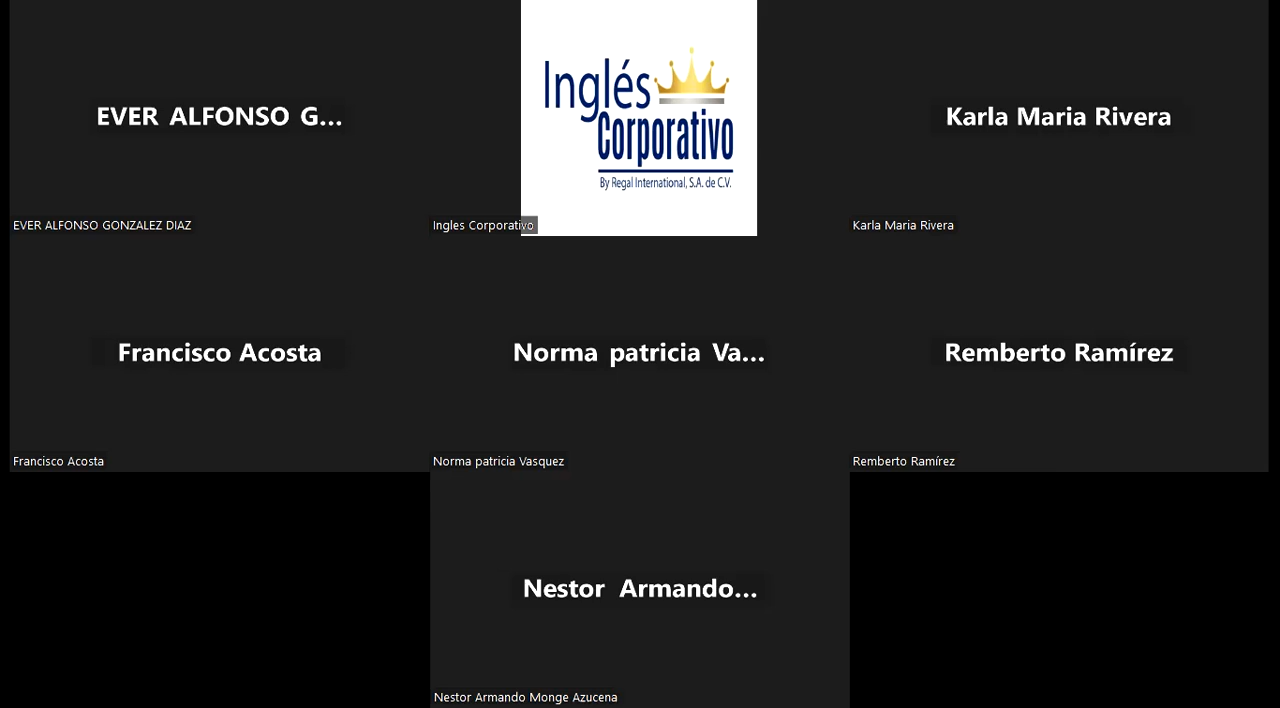 EVER ALFONSO G...
EVER ALFONSO GONZALEZ DIAZ
Inglés
Corporativo
By Regal International, S.A. de C.V.
Ingles Corporativo
Karla Maria Rivera
Karla Maria Rivera
Francisco Acosta
Francisco Acosta
Norma patricia Va...
Norma patricia Vasquez
Remberto Ramírez
Remberto Ramírez
Nestor Armando...
Nestor Armando Monge Azucena